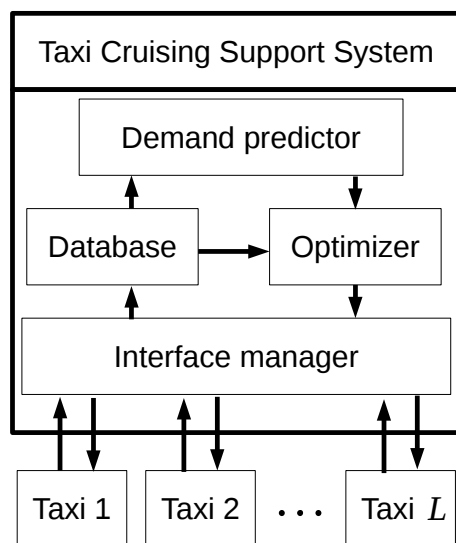 Taxi Cruising Support System
Demand predictor
Database
Optimizer
Interface manager
Taxi 1
Taxi 2
...
Taxi L